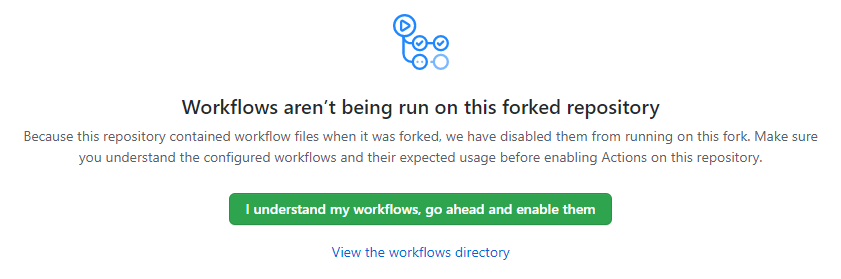 Workflows aren’t being run on this forked repository
Because this repository contained workflow files when it was forked, we have disabled them from running on this fork. Make sure
you understand the configured workflows and their expected usage before enabling Actions on this repository.
I understand my workflows, go ahead and enable them
View the workflows directory